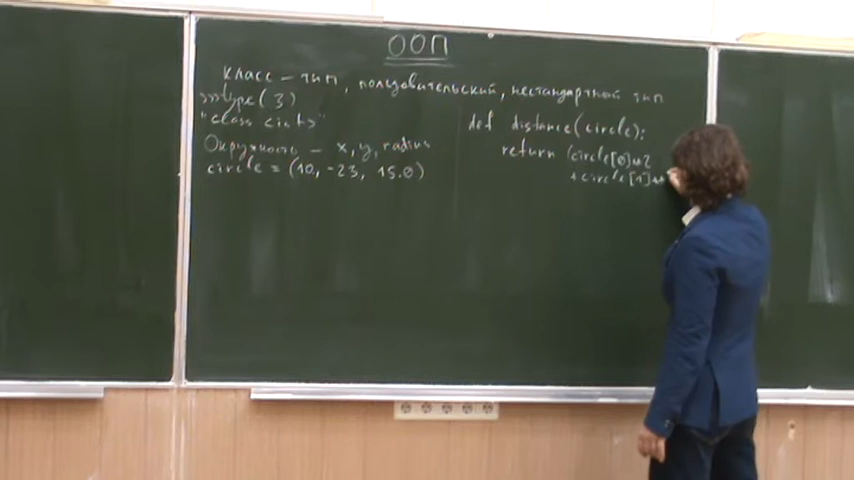 ООП
класс – тип, пользовательский, нестандартный тип
>>> type(3)
"class int>"
Окружность – x, y, radius
circle = (10, -23, 15.0)
def distance(circle):
return (circle[0]**2
+circle[1]**